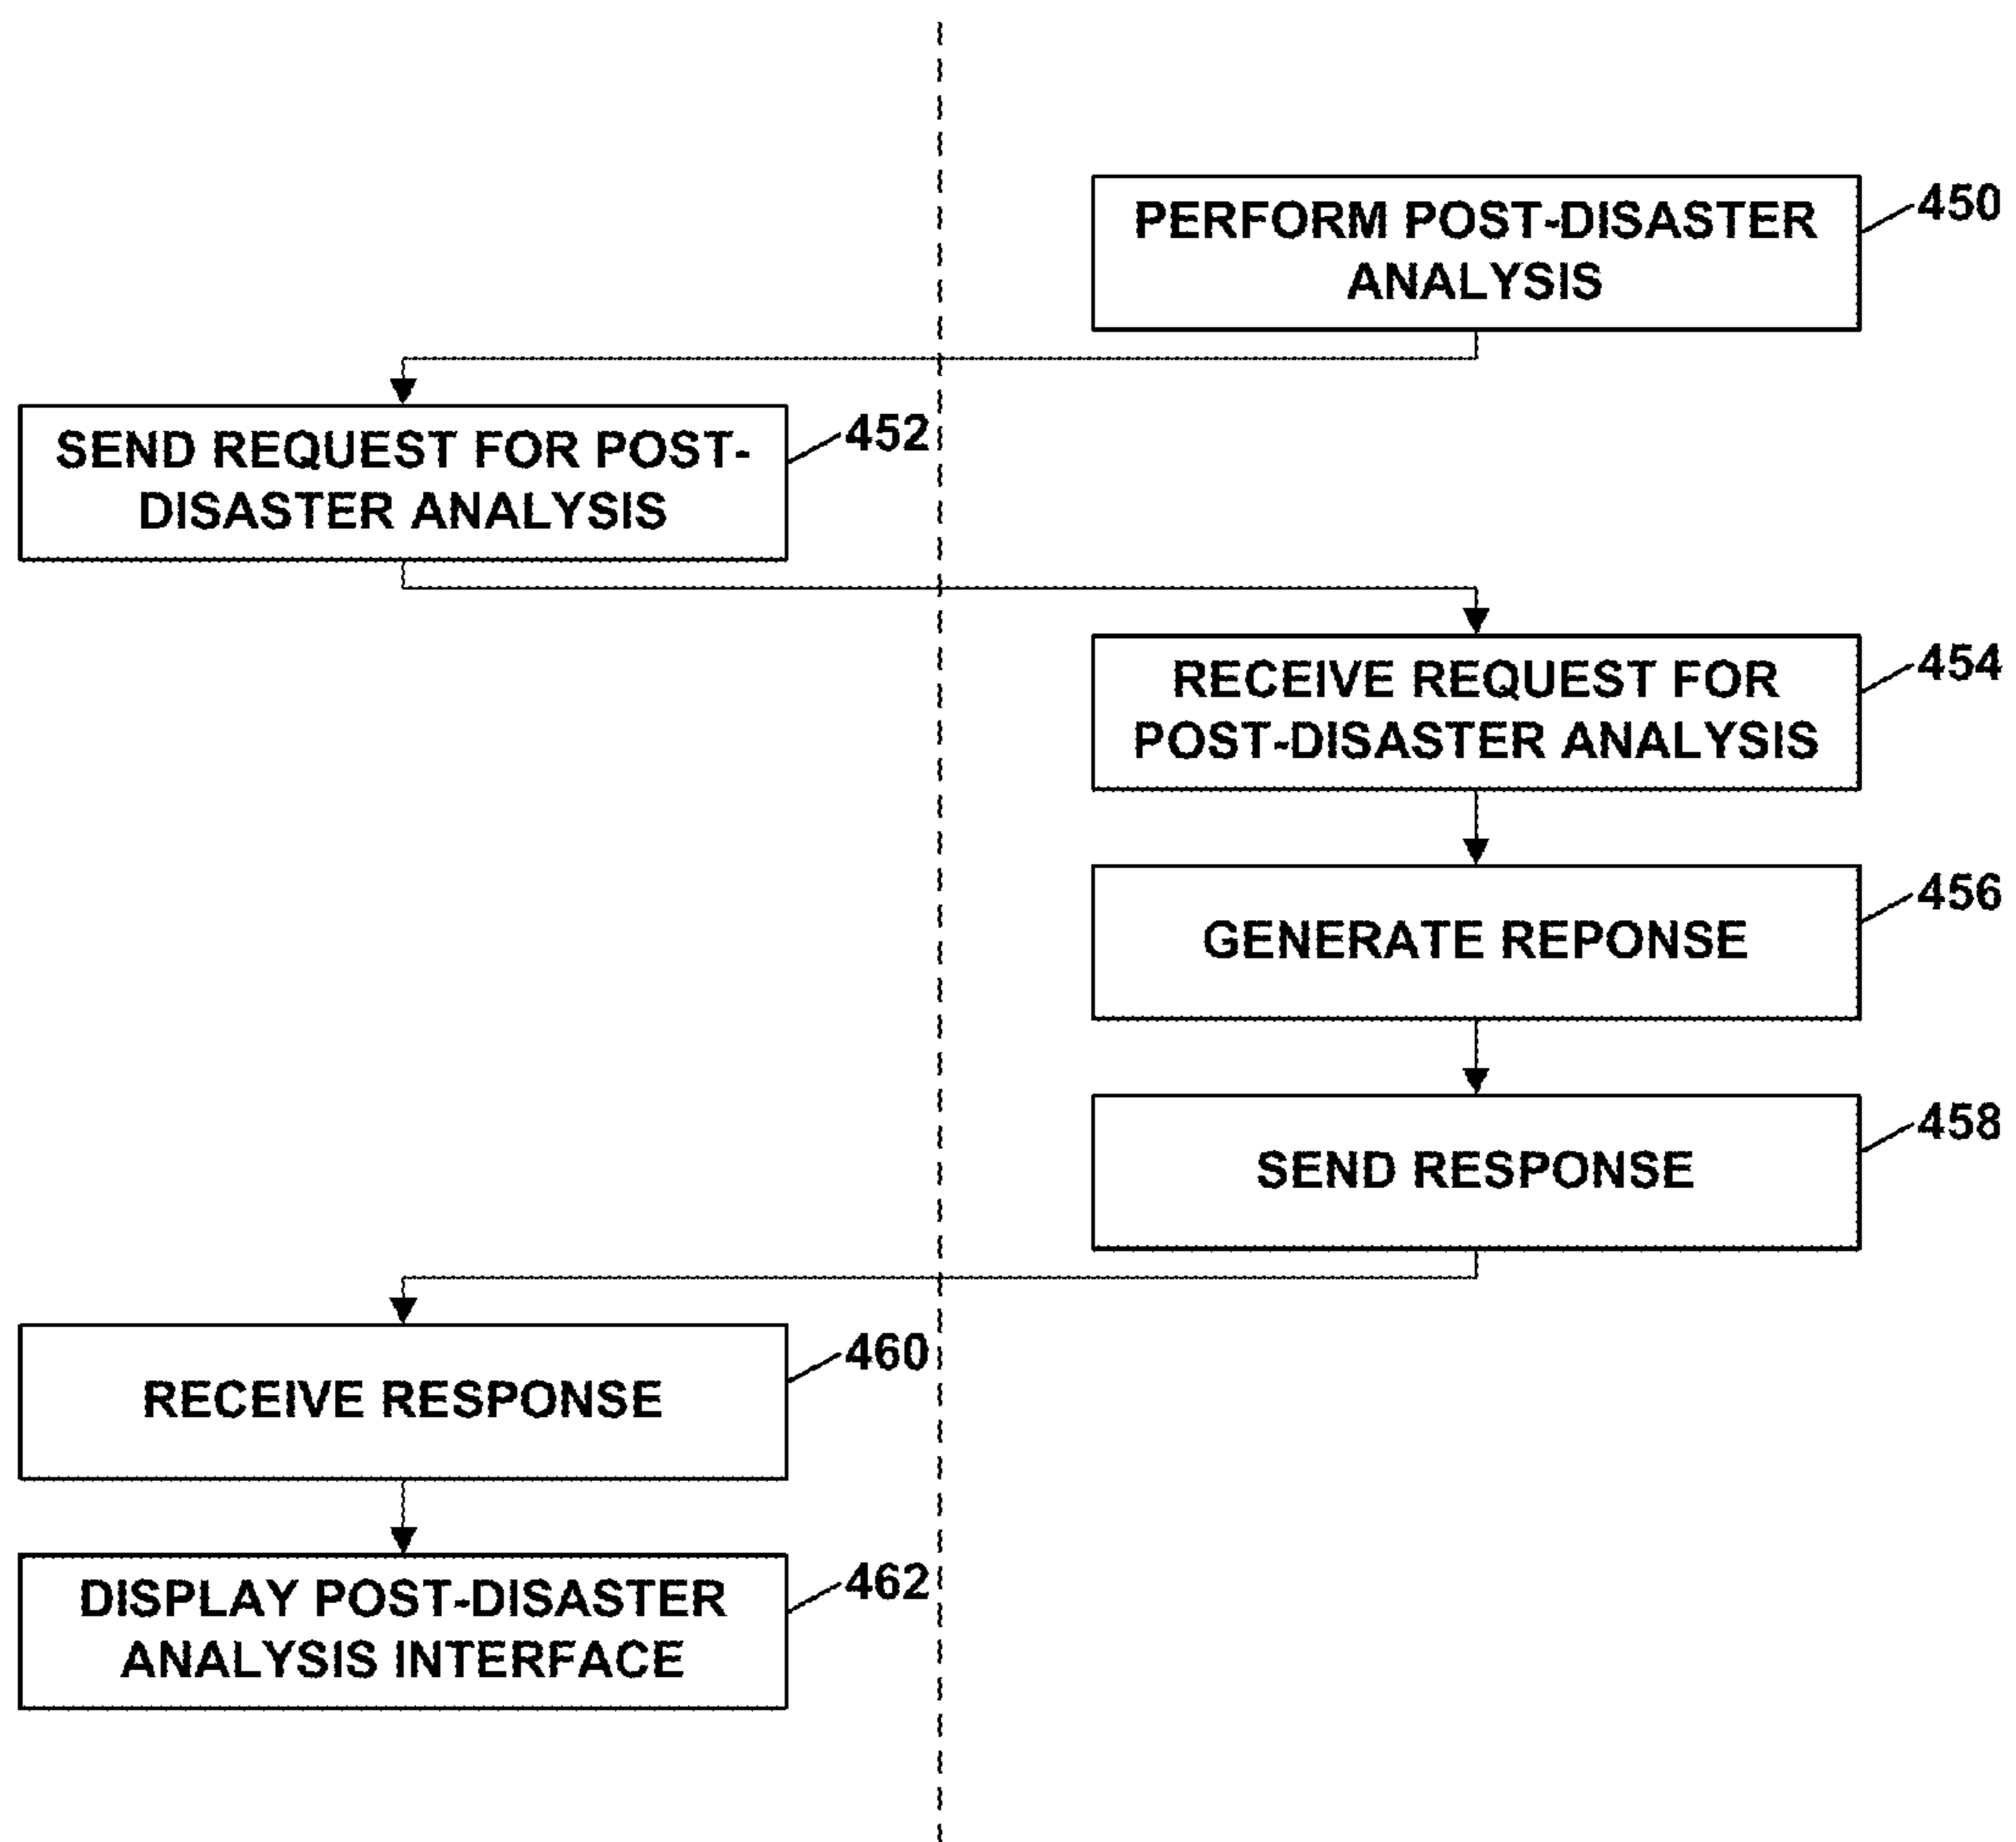 PERFORM POST-DISASTER
ANALYSIS
450
SEND REQUEST FOR POST-
DISASTER ANALYSIS
452
RECEIVE REQUEST FOR
POST-DISASTER ANALYSIS
454
GENERATE REPONSE
456
SEND RESPONSE
458
RECEIVE RESPONSE
460
DISPLAY POST-DISASTER
ANALYSIS INTERFACE
462